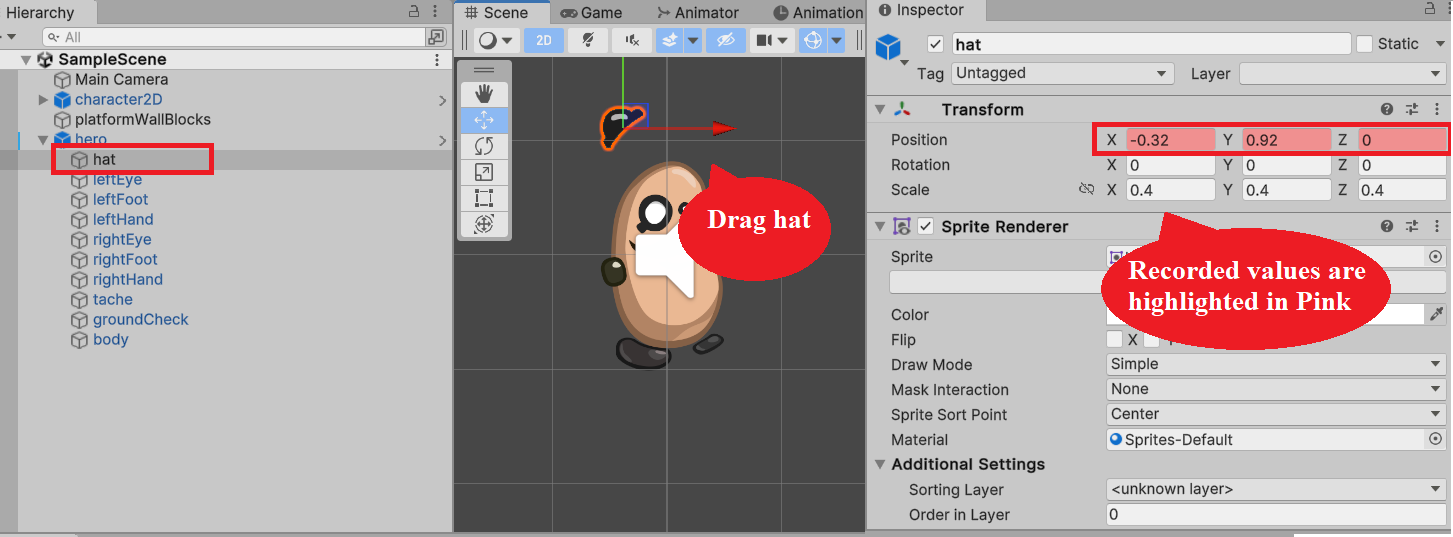 Hierarchy
All
SampleScene
Main Camera
character2D
platformWallBlocks
hero
hat
leftEye
leftFoot
leftHand
rightEye
rightFoot
rightHand
tache
groundCheck
body
Scene
Game
Animator
Animation
2D
Drag hat
Inspector
hat
Static
Tag Untagged Layer
Transform
Position X -0.32 Y 0.92 Z 0
Rotation X 0 Y 0 Z 0
Scale X 0.4 Y 0.4 Z 0.4
Sprite Renderer
Sprite
Recorded values are
highlighted in Pink
Color
Flip X
Draw Mode Simple
Mask Interaction None
Sprite Sort Point Center
Material Sprites-Default
Additional Settings
Sorting Layer <unknown layer>
Order in Layer 0